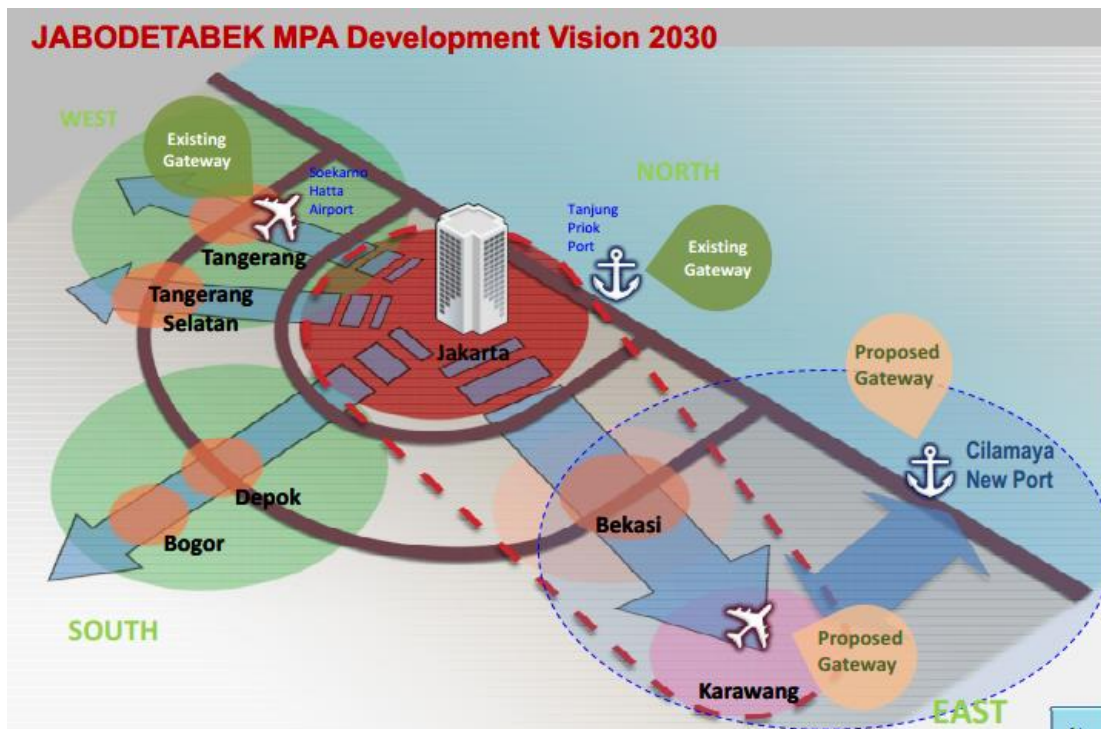 JABODETABEK MPA Development Vision 2030
WEST
Existing
Gateway
Soekarno
Hatta
Airport
NORTH
Tanjung
Priok
Port
Existing
Gateway
Tangerang
Tangerang
Selatan
Jakarta
Proposed
Gateway
Cilamaya
New Port
Depok
Bogor
Bekasi
SOUTH
Proposed
Gateway
Karawang
EAST